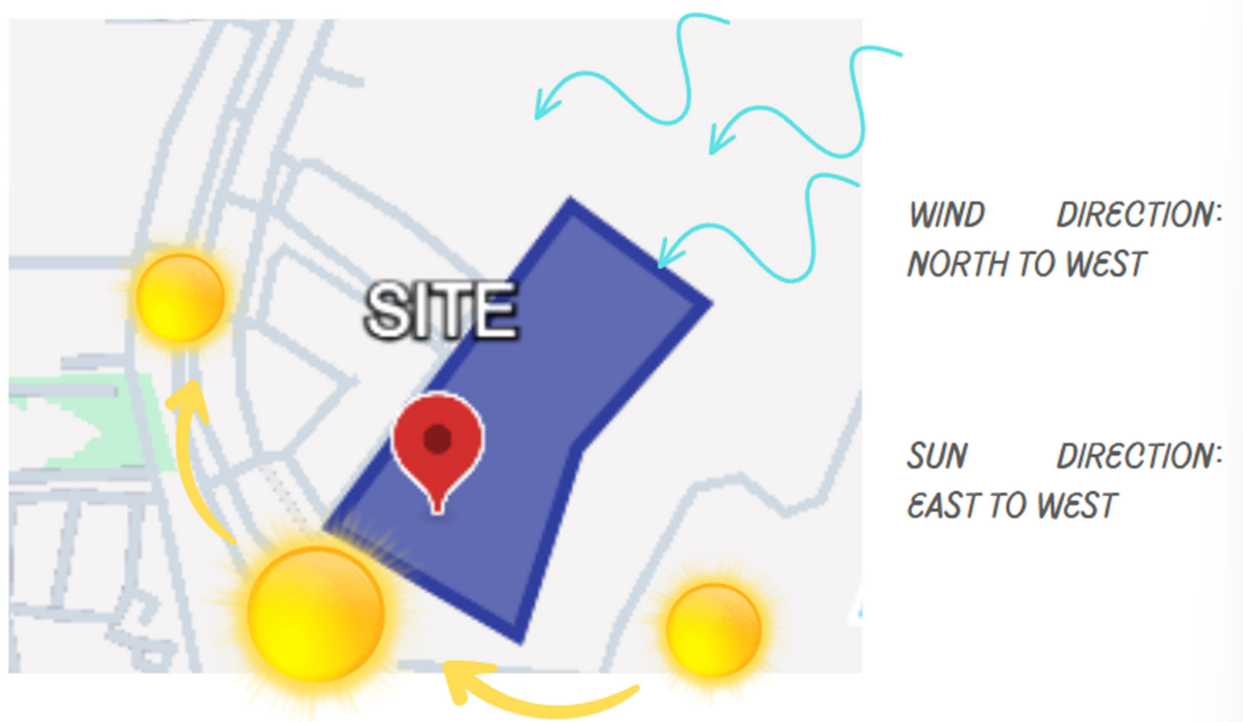 SITE
WIND DIRECTION:
NORTH TO WEST
SUN DIRECTION:
EAST TO WEST